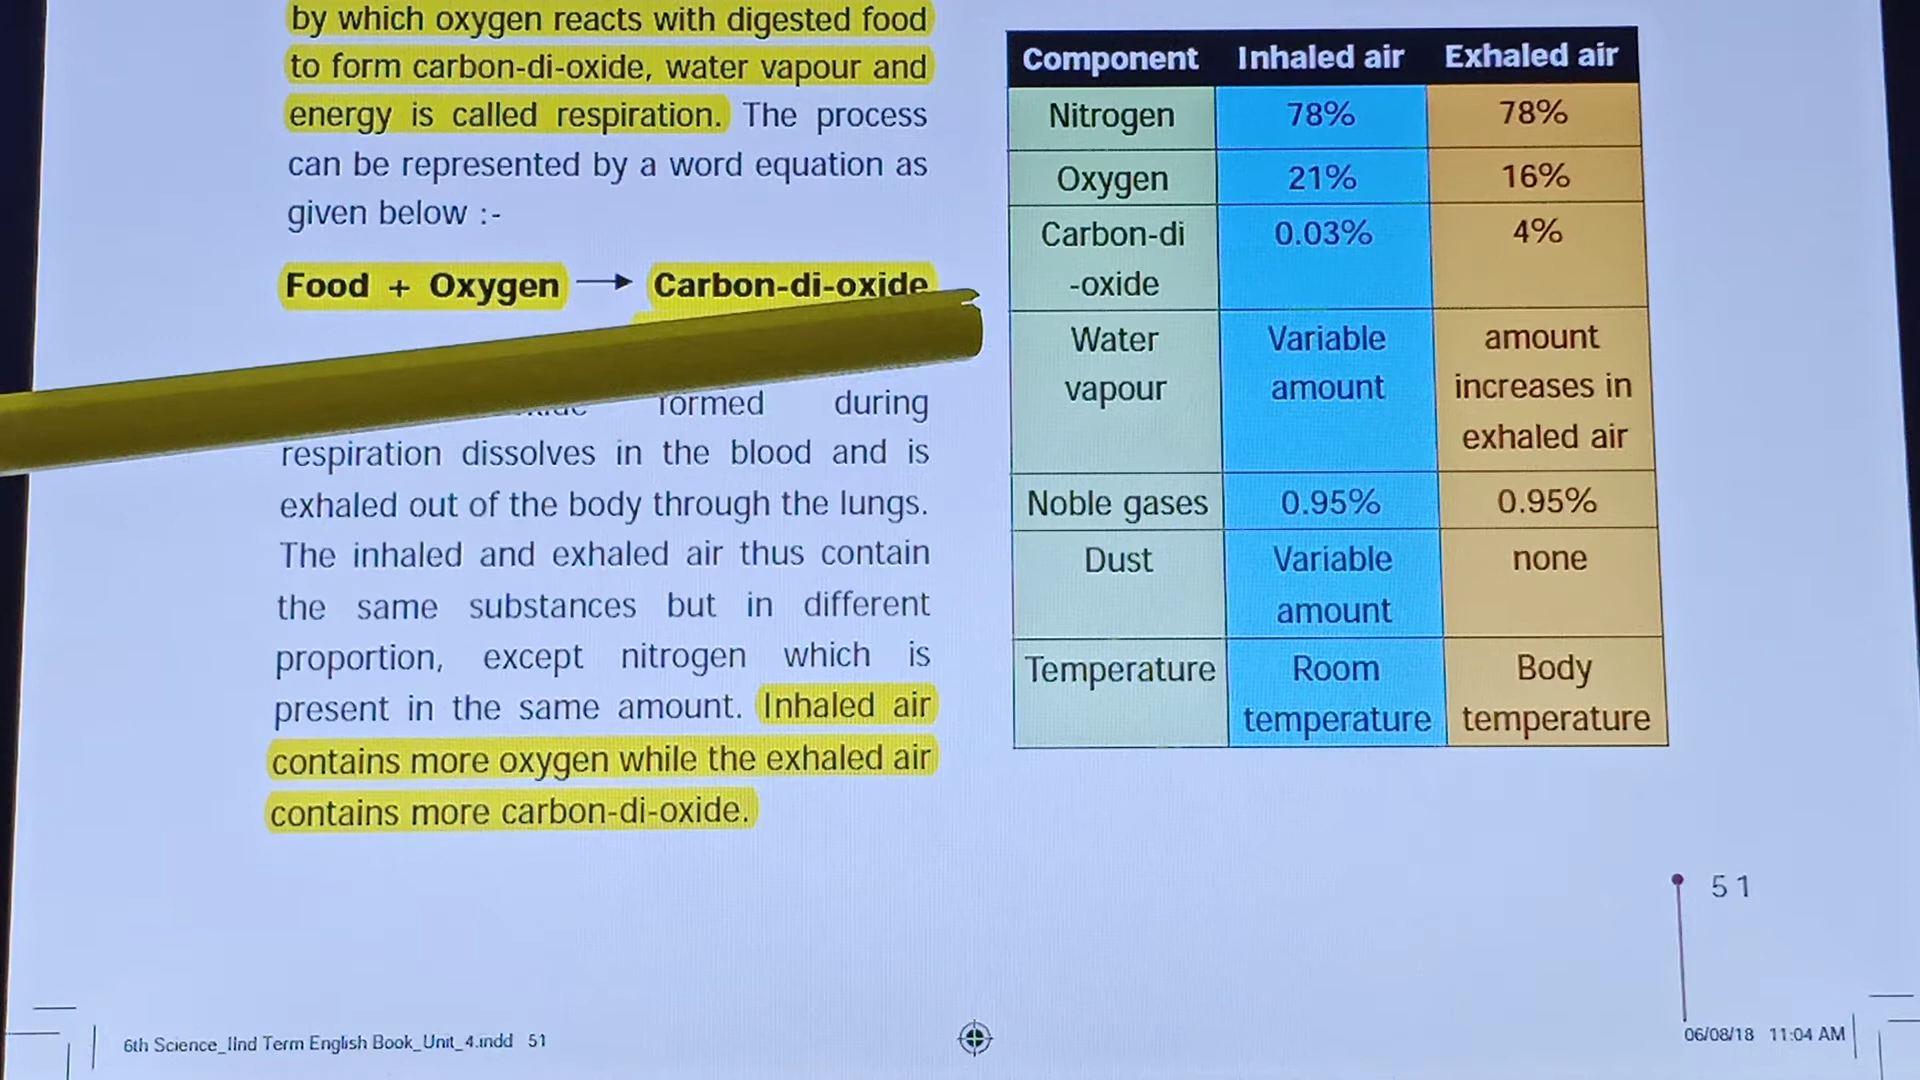 by which oxygen reacts with digested food
to form carbon-di-oxide, water vapour and
energy is called respiration. The process
can be represented by a word equation as
given below :-
Food + Oxygen → Carbon-di-oxide
formed during
respiration dissolves in the blood and is
exhaled out of the body through the lungs.
The inhaled and exhaled air thus contain
the same substances but in different
proportion, except nitrogen which is
present in the same amount. Inhaled air
contains more oxygen while the exhaled air
contains more carbon-di-oxide.
Component Inhaled air Exhaled air
Nitrogen 78% 78%
Oxygen 21% 16%
Carbon-di 0.03% 4%
-oxide
Water Variable amount
vapour amount increases in
exhaled air
Noble gases 0.95% 0.95%
Dust Variable none
amount
Temperature Room Body
temperature temperature
51
6th Science_IInd Term English Book_Unit_4.indd 51
06/08/18 11:04 AM